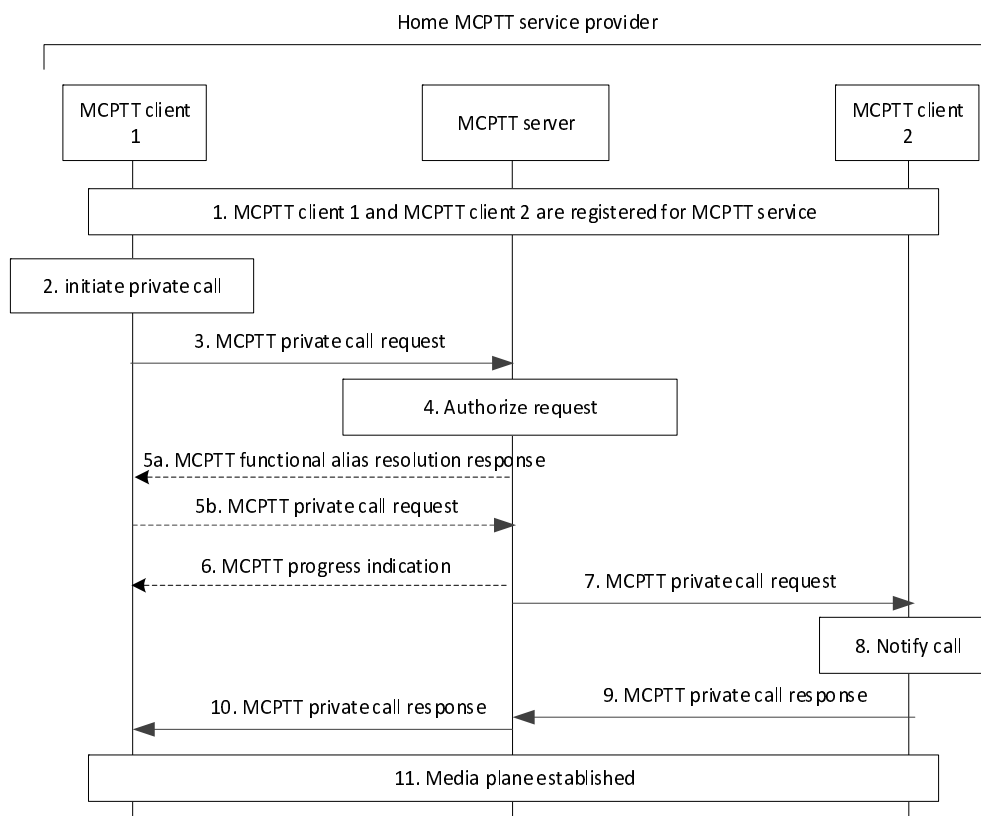 Home MCPTT service provider
MCPTT client
1
MCPTT server
MCPTT client
2
1. MCPTT client 1 and MCPTT client 2 are registered for MCPTT service
2. initiate private call
3. MCPTT private call request
4. Authorize request
5a. MCPTT functional alias resolution response
5b. MCPTT private call request
6. MCPTT progress indication
7. MCPTT private call request
8. Notify call
9. MCPTT private call response
10. MCPTT private call response
11. Media plane established